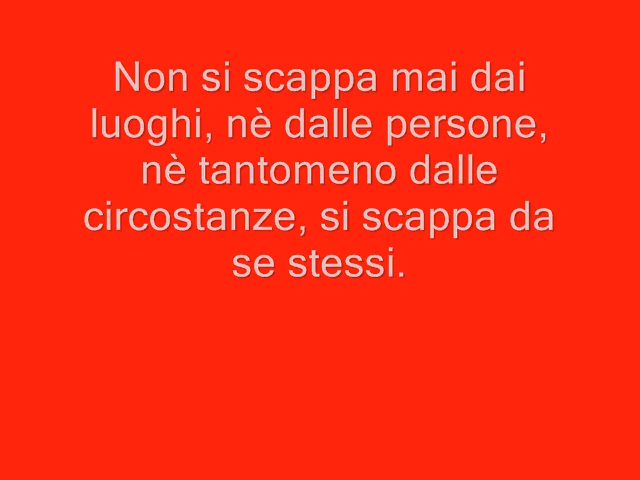 Non si scappa mai dai
luoghi, nè dalle persone,
nè tantomeno dalle
circostanze, si scappa da
se stessi.